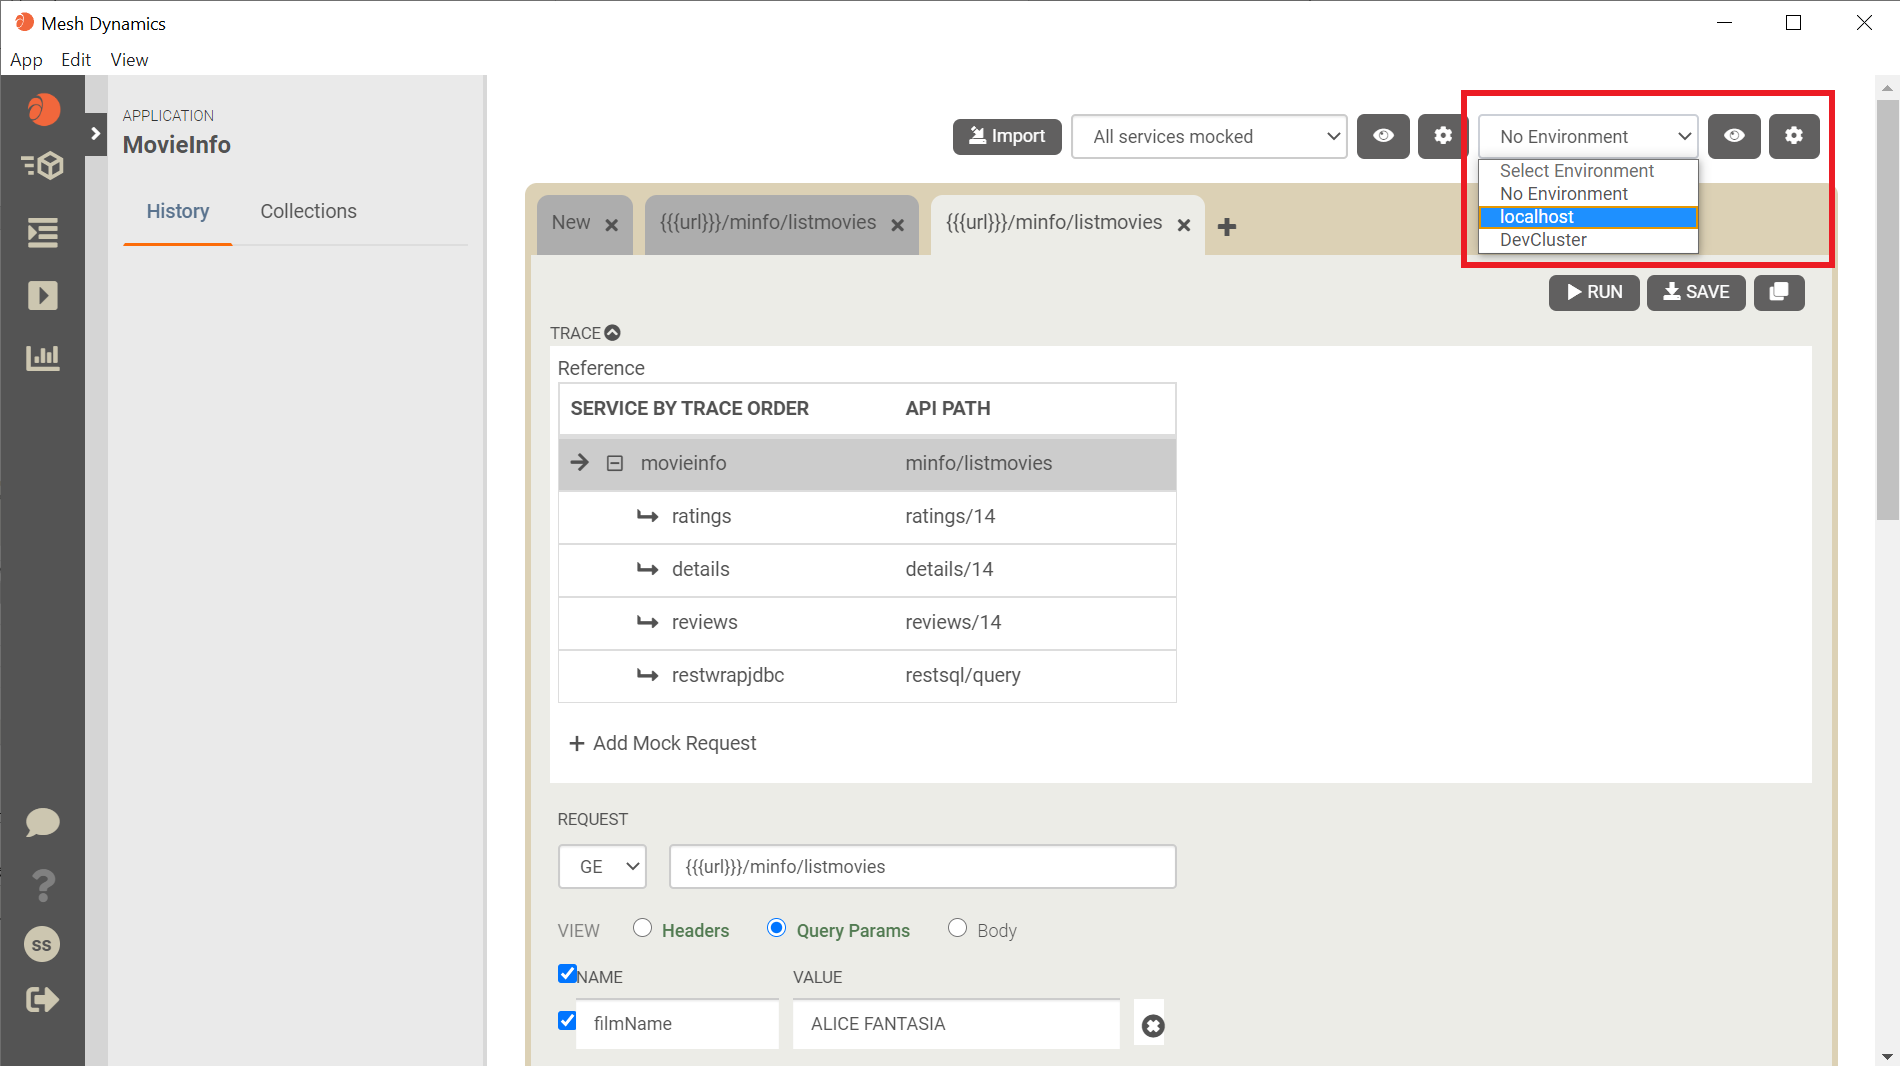 Mesh Dynamics
App Edit View
APPLICATION
MovieInfo
History Collections
Import All services mocked No Environment
Select Environment
No Environment
localhost
DevCluster
New {{{url}}}/minfo/listmovies {{{url}}}/minfo/listmovies
RUN SAVE
TRACE
Reference
SERVICE BY TRACE ORDER API PATH
movieinfo minfo/listmovies
ratings ratings/14
details details/14
reviews reviews/14
restwrapjdbc restsql/query
Add Mock Request
REQUEST
GE {{{url}}}/minfo/listmovies
VIEW Headers Query Params Body
NAME VALUE
filmName ALICE FANTASIA
?
SS